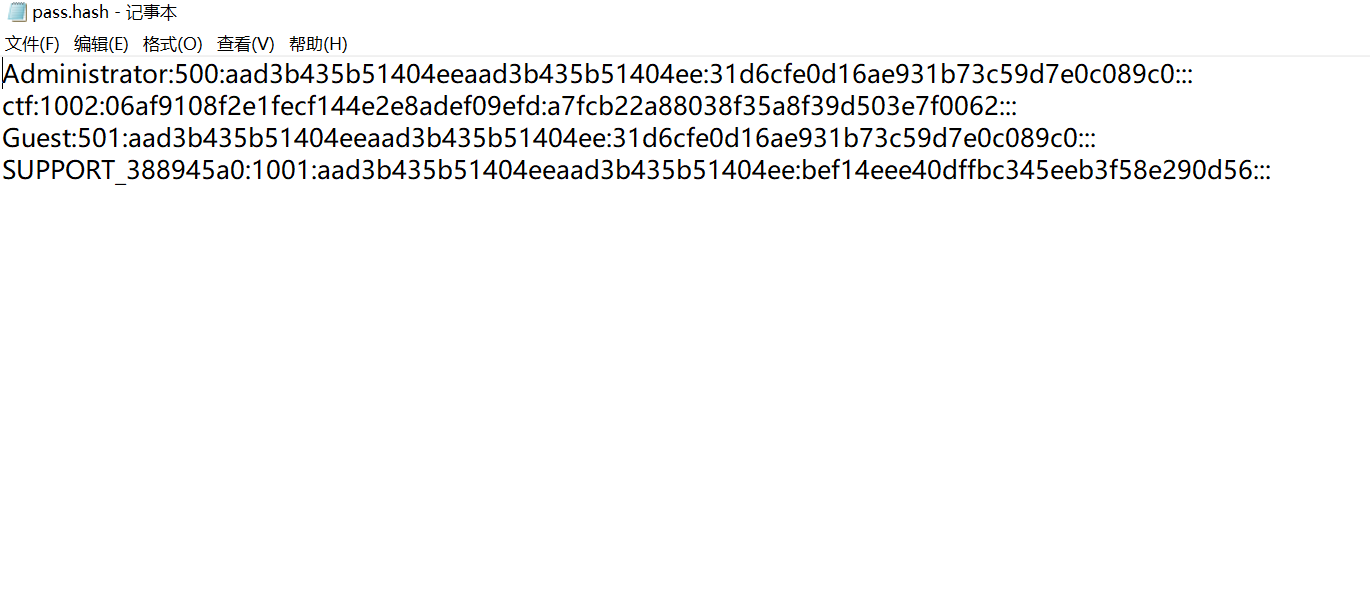 pass.hash - 记事本
文件(F) 编辑(E) 格式(O) 查看(V) 帮助(H)
Administrator:500:aad3b435b51404eeaad3b435b51404ee:31d6cfe0d16ae931b73c59d7e0c089c0:::
ctf:1002:06af9108f2e1fecf144e2e8adef09efd:a7fcb22a88038f35a8f39d503e7f0062:::
Guest:501:aad3b435b51404eeaad3b435b51404ee:31d6cfe0d16ae931b73c59d7e0c089c0:::
SUPPORT_388945a0:1001:aad3b435b51404eeaad3b435b51404ee:bef14eee40dffbc345eeb3f58e290d56:::